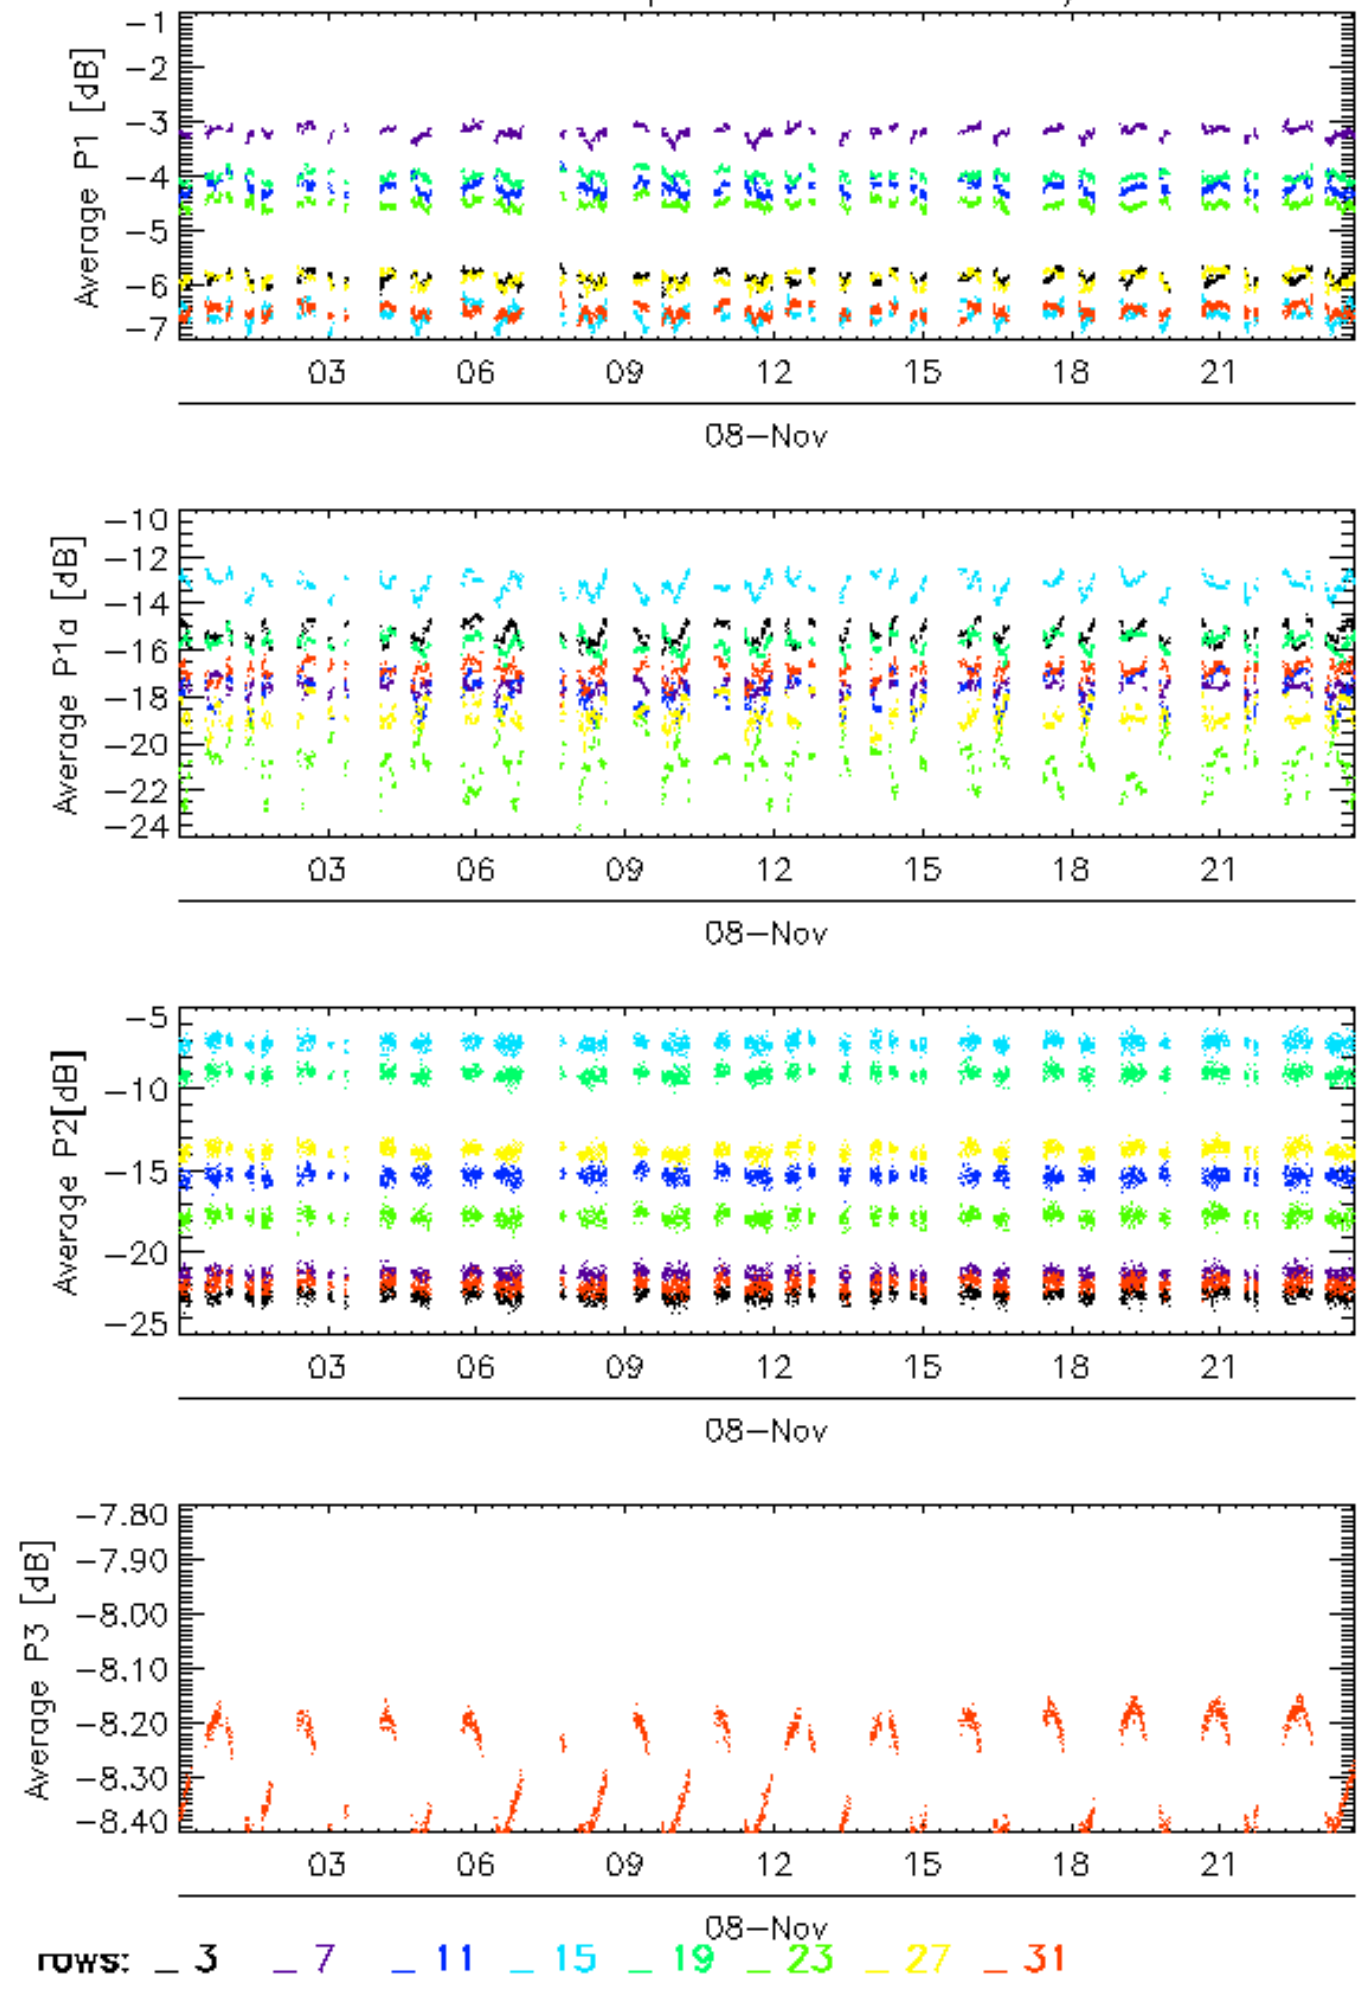 Average P1 [dB]
-1
-2
-3
-4
-5
-6
-7
03 06 09 12 15 18 21
08-Nov
Average P1a [dB]
-10
-12
-14
-16
-18
-20
-22
-24
03 06 09 12 15 18 21
08-Nov
Average P2[dB]
-5
-10
-15
-20
-25
03 06 09 12 15 18 21
08-Nov
Average P3 [dB]
-7.80
-7.90
-8.00
-8.10
-8.20
-8.30
-8.40
03 06 09 12 15 18 21
08-Nov
rows: _ 3 _ 7 _ 11 _ 15 _ 19 _ 23 _ 27 _ 31